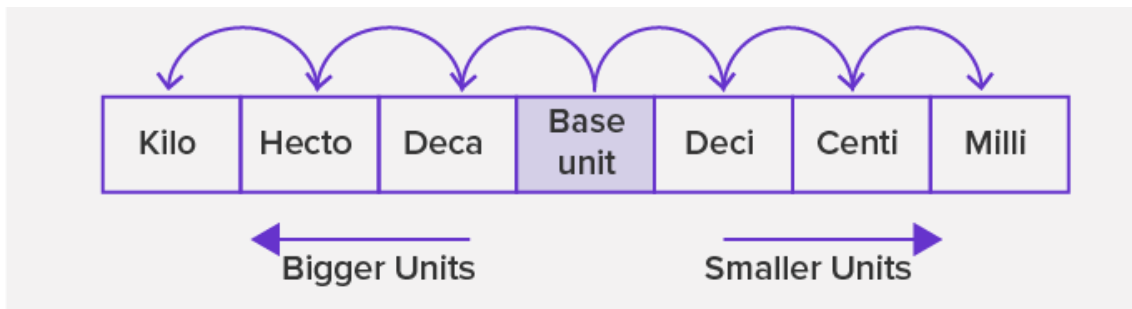 Kilo Hecto Deca Base unit Deci Centi Milli
Bigger Units Smaller Units